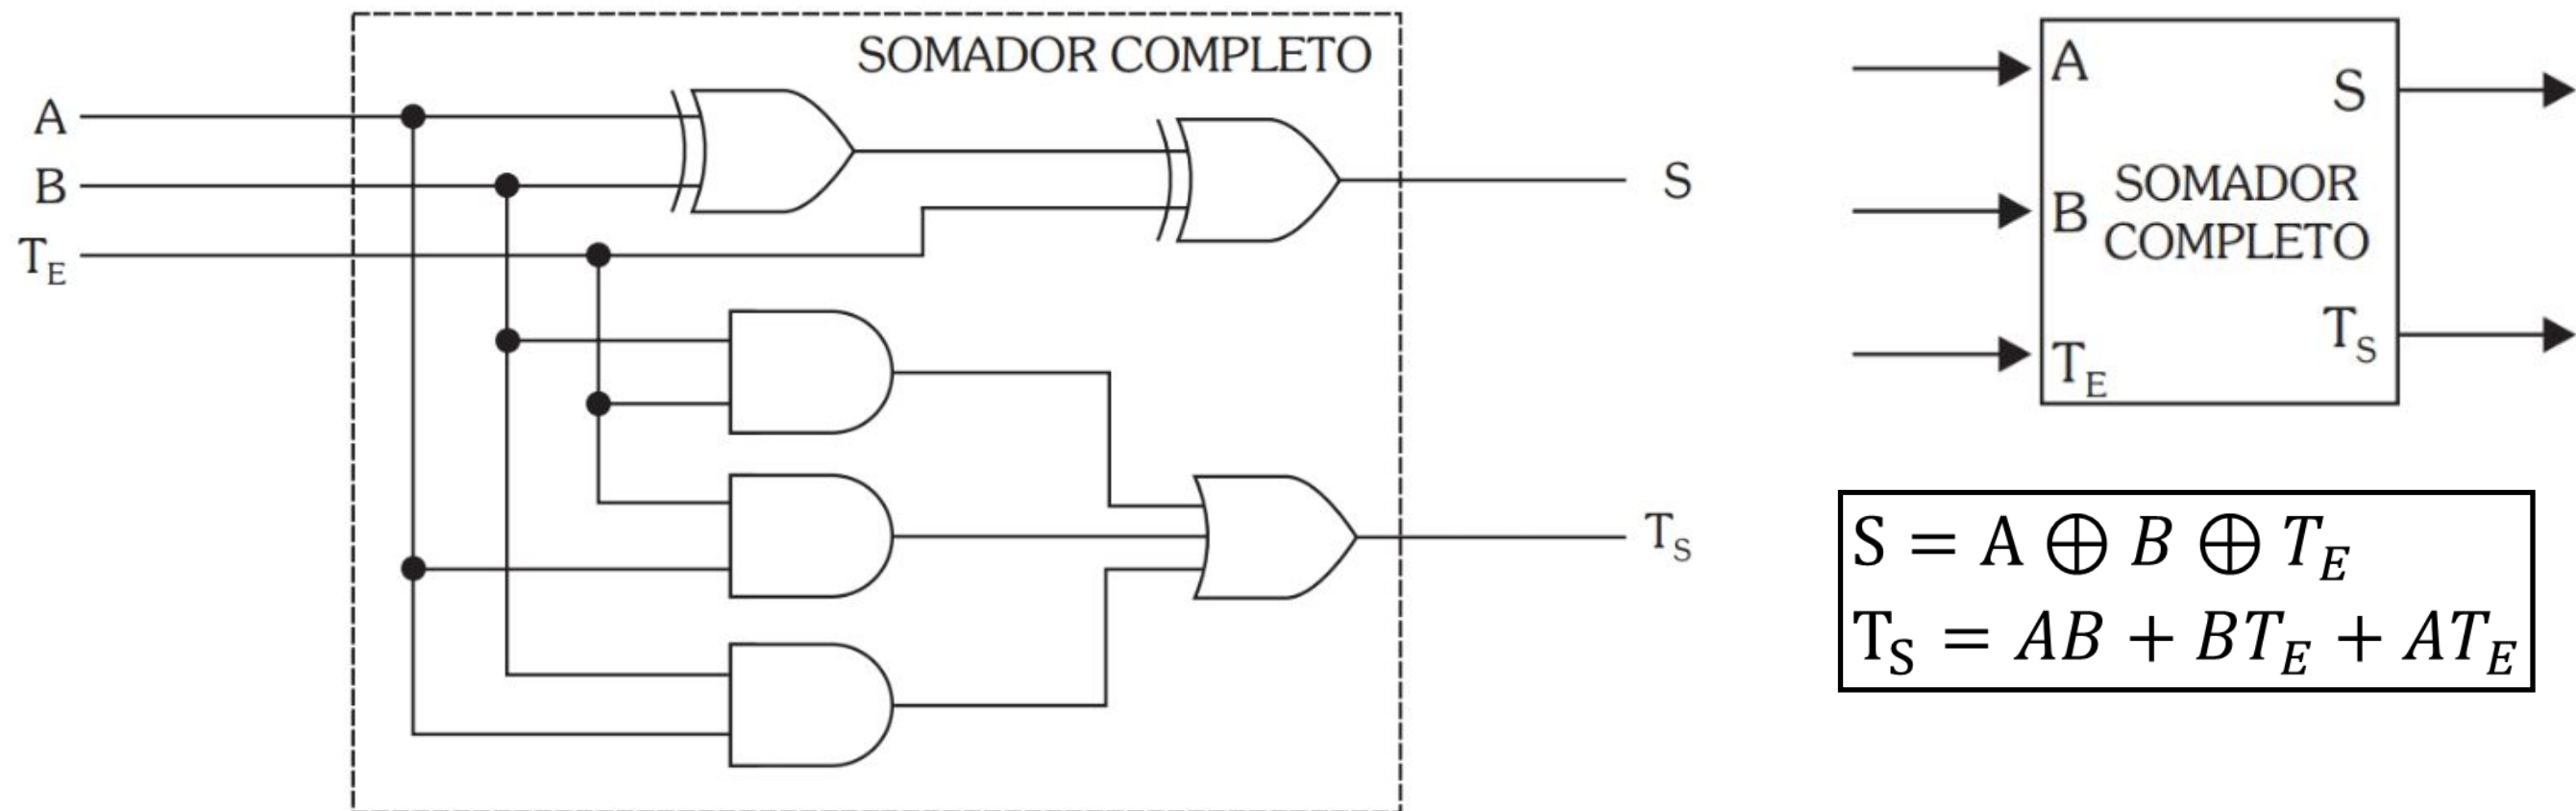 SOMADOR COMPLETO
A
B
T_E
S
T_S
A
B
T_E
S
T_S
SOMADOR
COMPLETO
S = A ⊕ B ⊕ T_E
T_S = AB + BT_E + AT_E